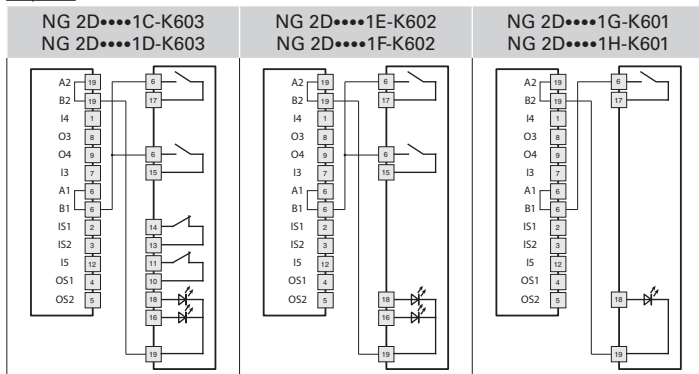 NG 2D••••1C-K603
NG 2D••••1D-K603
NG 2D••••1E-K602
NG 2D••••1F-K602
NG 2D••••1G-K601
NG 2D••••1H-K601
A2 19
B2 19
I4 1
O3 8
O4 9
I3 7
A1 6
B1 6
IS1 2
IS2 3
I5 12
OS1 4
OS2 5
6
17
6
15
14
13
11
10
18
16
19
A2 19
B2 19
I4 1
O3 8
O4 9
I3 7
A1 6
B1 6
IS1 2
IS2 3
I5 12
OS1 4
OS2 5
6
17
6
15
18
16
19
A2 19
B2 19
I4 1
O3 8
O4 9
I3 7
A1 6
B1 6
IS1 2
IS2 3
I5 12
OS1 4
OS2 5
6
17
18
19